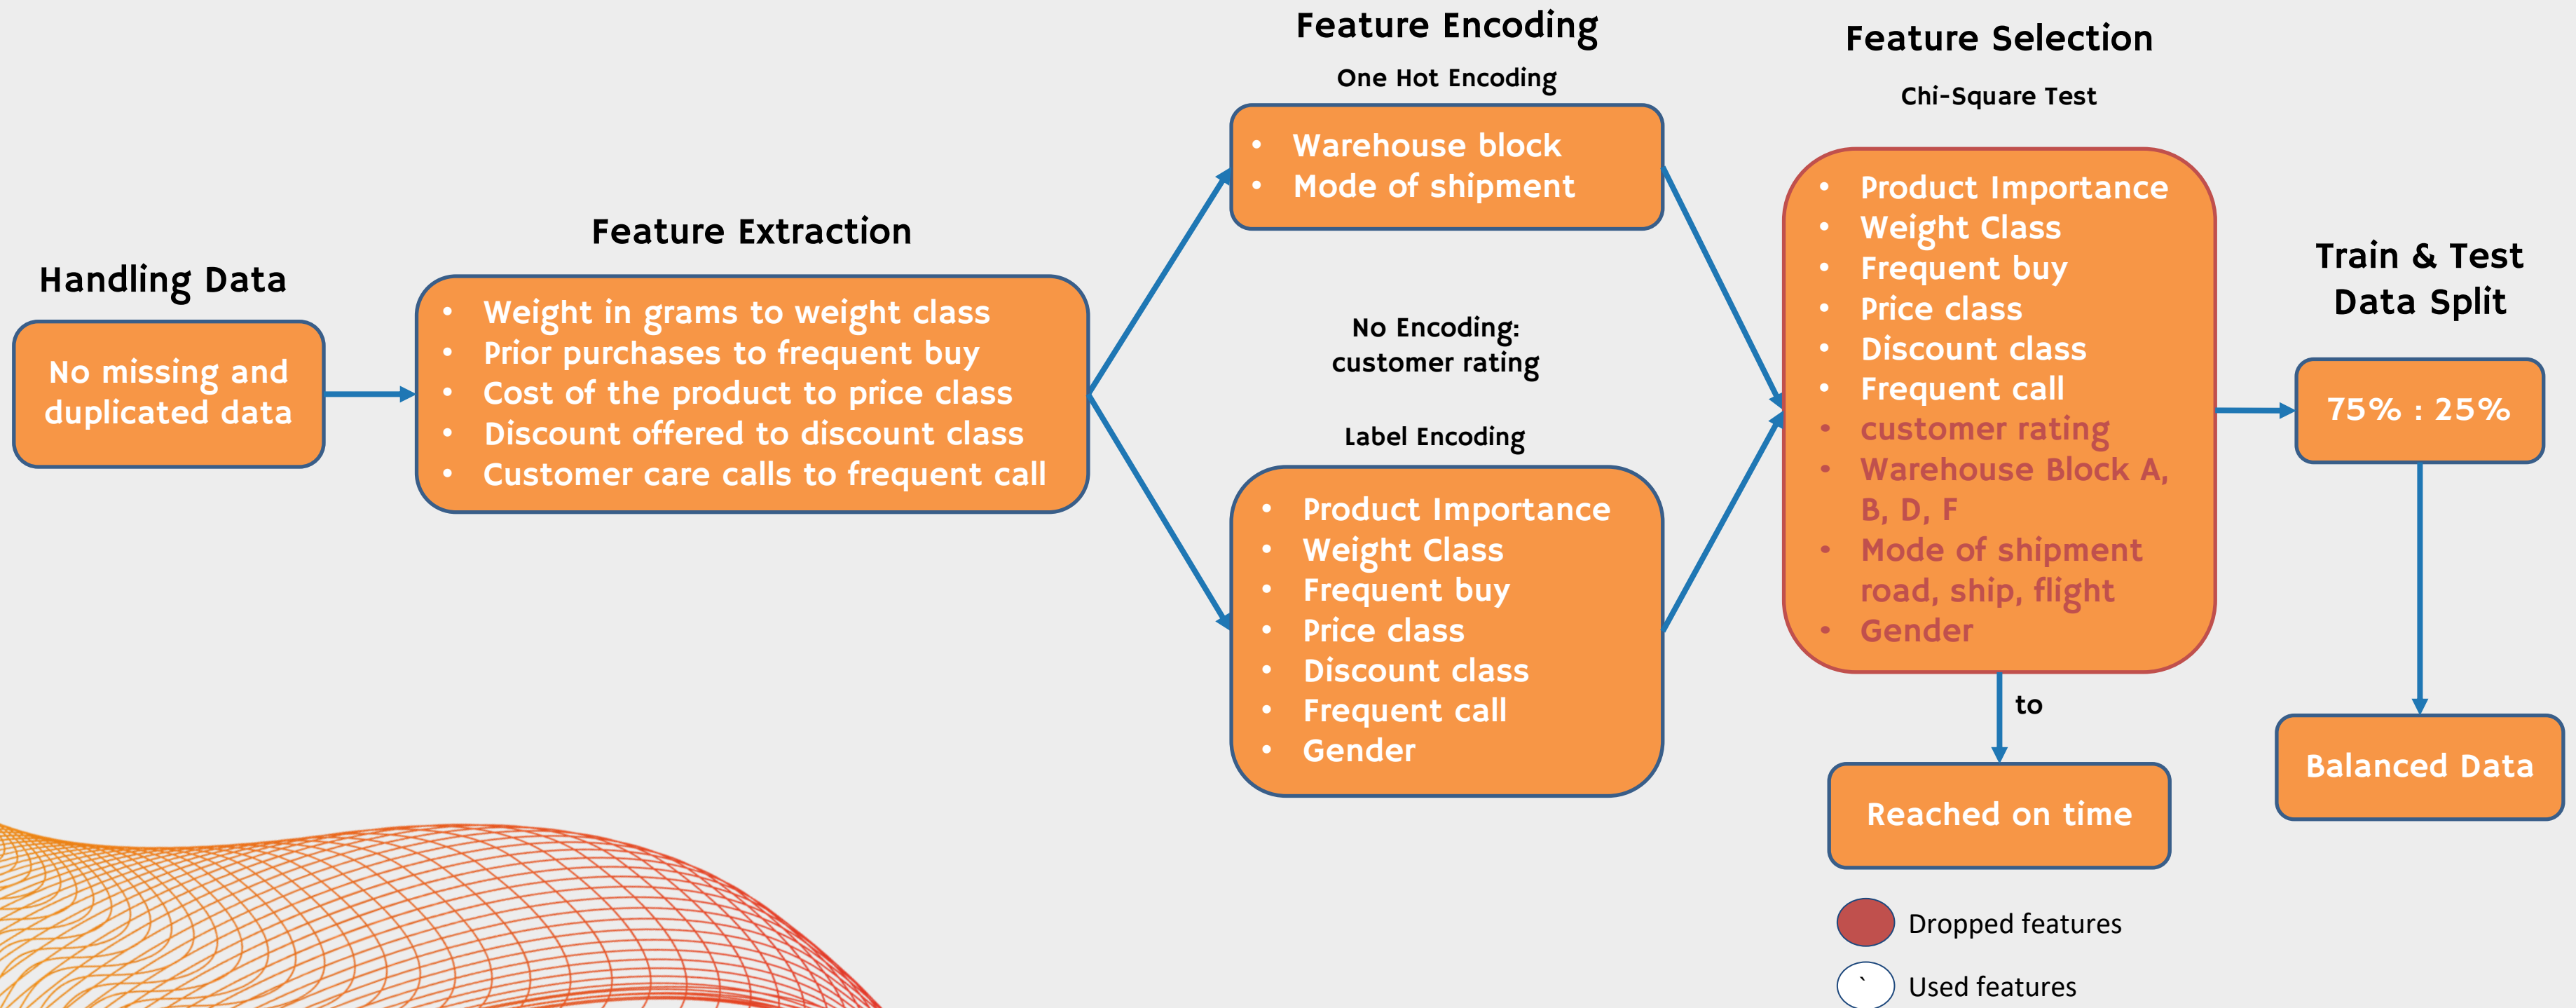 Handling Data
No missing and
duplicated data
Feature Extraction
• Weight in grams to weight class
• Prior purchases to frequent buy
• Cost of the product to price class
• Discount offered to discount class
• Customer care calls to frequent call
Feature Encoding
One Hot Encoding
• Warehouse block
• Mode of shipment
No Encoding:
customer rating
Label Encoding
• Product Importance
• Weight Class
• Frequent buy
• Price class
• Discount class
• Frequent call
• Gender
Feature Selection
Chi-Square Test
• Product Importance
• Weight Class
• Frequent buy
• Price class
• Discount class
• Frequent call
• customer rating
• Warehouse Block A,
B, D, F
• Mode of shipment
road, ship, flight
• Gender
to
Reached on time
Dropped features
` Used features
Train & Test
Data Split
75% : 25%
Balanced Data